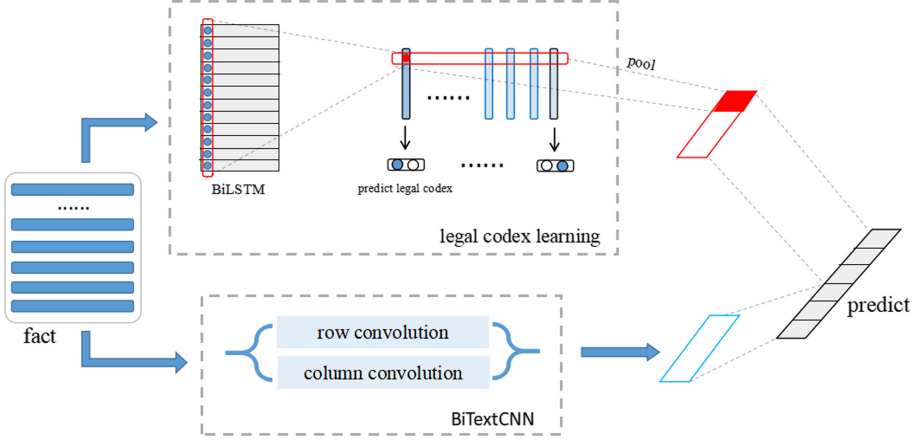 pool
BiLSTM
predict legal codex
legal codex learning
fact
predict
row convolution
column convolution
BiTextCNN